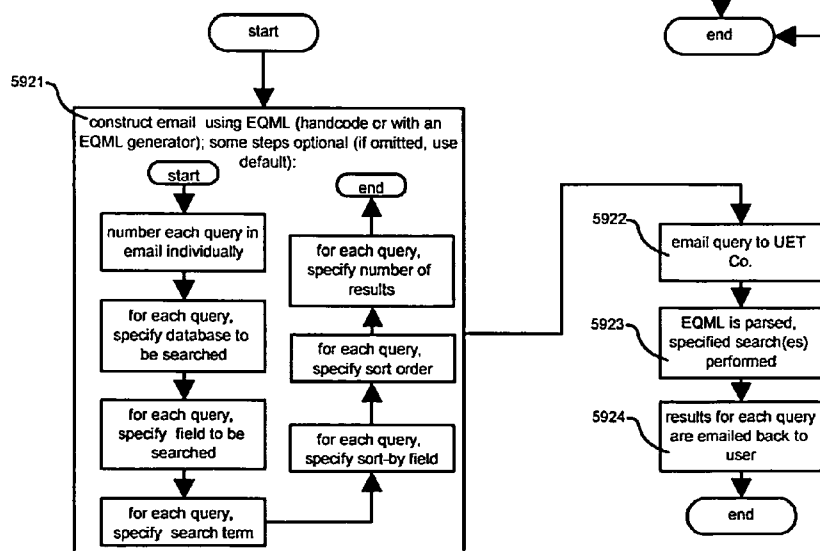 start
end
5921
construct email using EQML (handcode or with an
EQML generator); some steps optional (if omitted, use
default):
start
number each query in
email individually
for each query,
specify database to
be searched
for each query,
specify field to be
searched
for each query,
specify search term
for each query,
specify sort-by field
for each query,
specify sort order
for each query,
specify number of
results
end
5922
email query to UET
Co.
5923
EQML is parsed,
specified search(es)
performed
5924
results for each query
are emailed back to
user
end